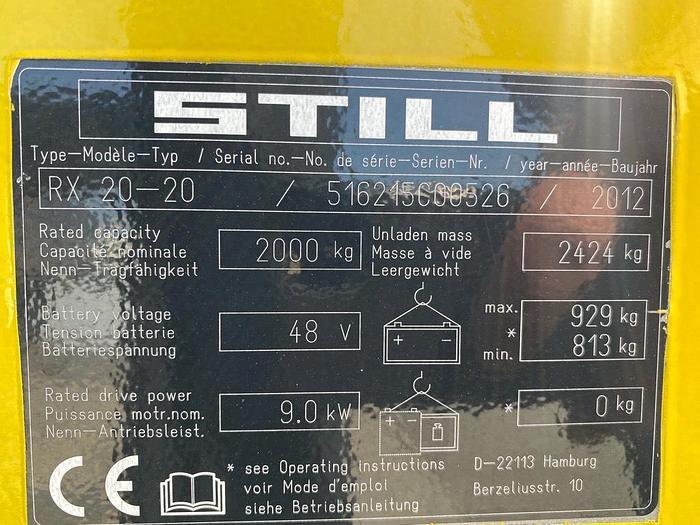 STILL
Type-Modèle-Typ / Serial no.-No. de série-Serien-Nr. / year-année-Baujahr
RX 20-20 / 516215C00326 / 2012
Rated capacity
Capacité nominale
Nenn-Tragfähigkeit
2000 kg
Unladen mass
Masse à vide
Leergewicht
2424 kg
Battery voltage
Tension batterie
Batteriespannung
48 V
+ -
max. 929 kg
*
min. 813 kg
Rated drive power
Puissance motr.nom.
Nenn-Antriebsleist.
9.0 kW
+ -
* 0 kg
CE
* see Operating instructions
voir Mode d'emploi
siehe Betriebsanleitung
D-22113 Hamburg
Berzeliusstr. 10